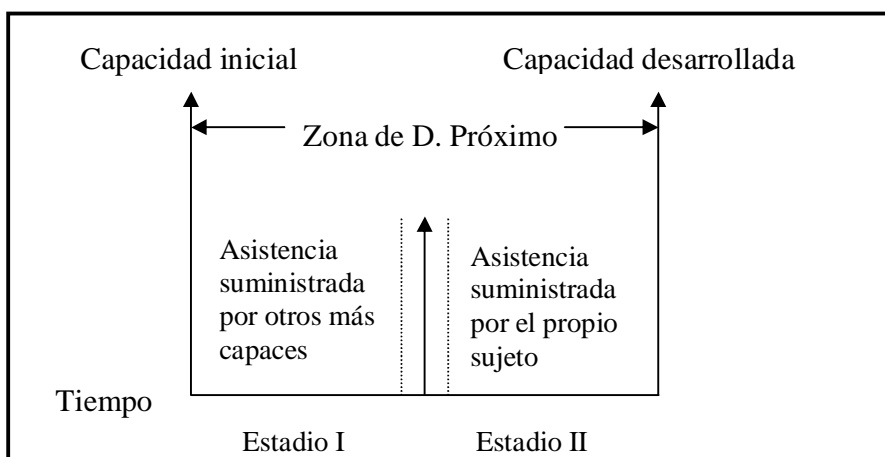 Capacidad inicial
Capacidad desarrollada
Zona de D. Próximo
Asistencia
suministrada
por otros más
capaces
Asistencia
suministrada
por el propio
sujeto
Tiempo
Estadio I
Estadio II